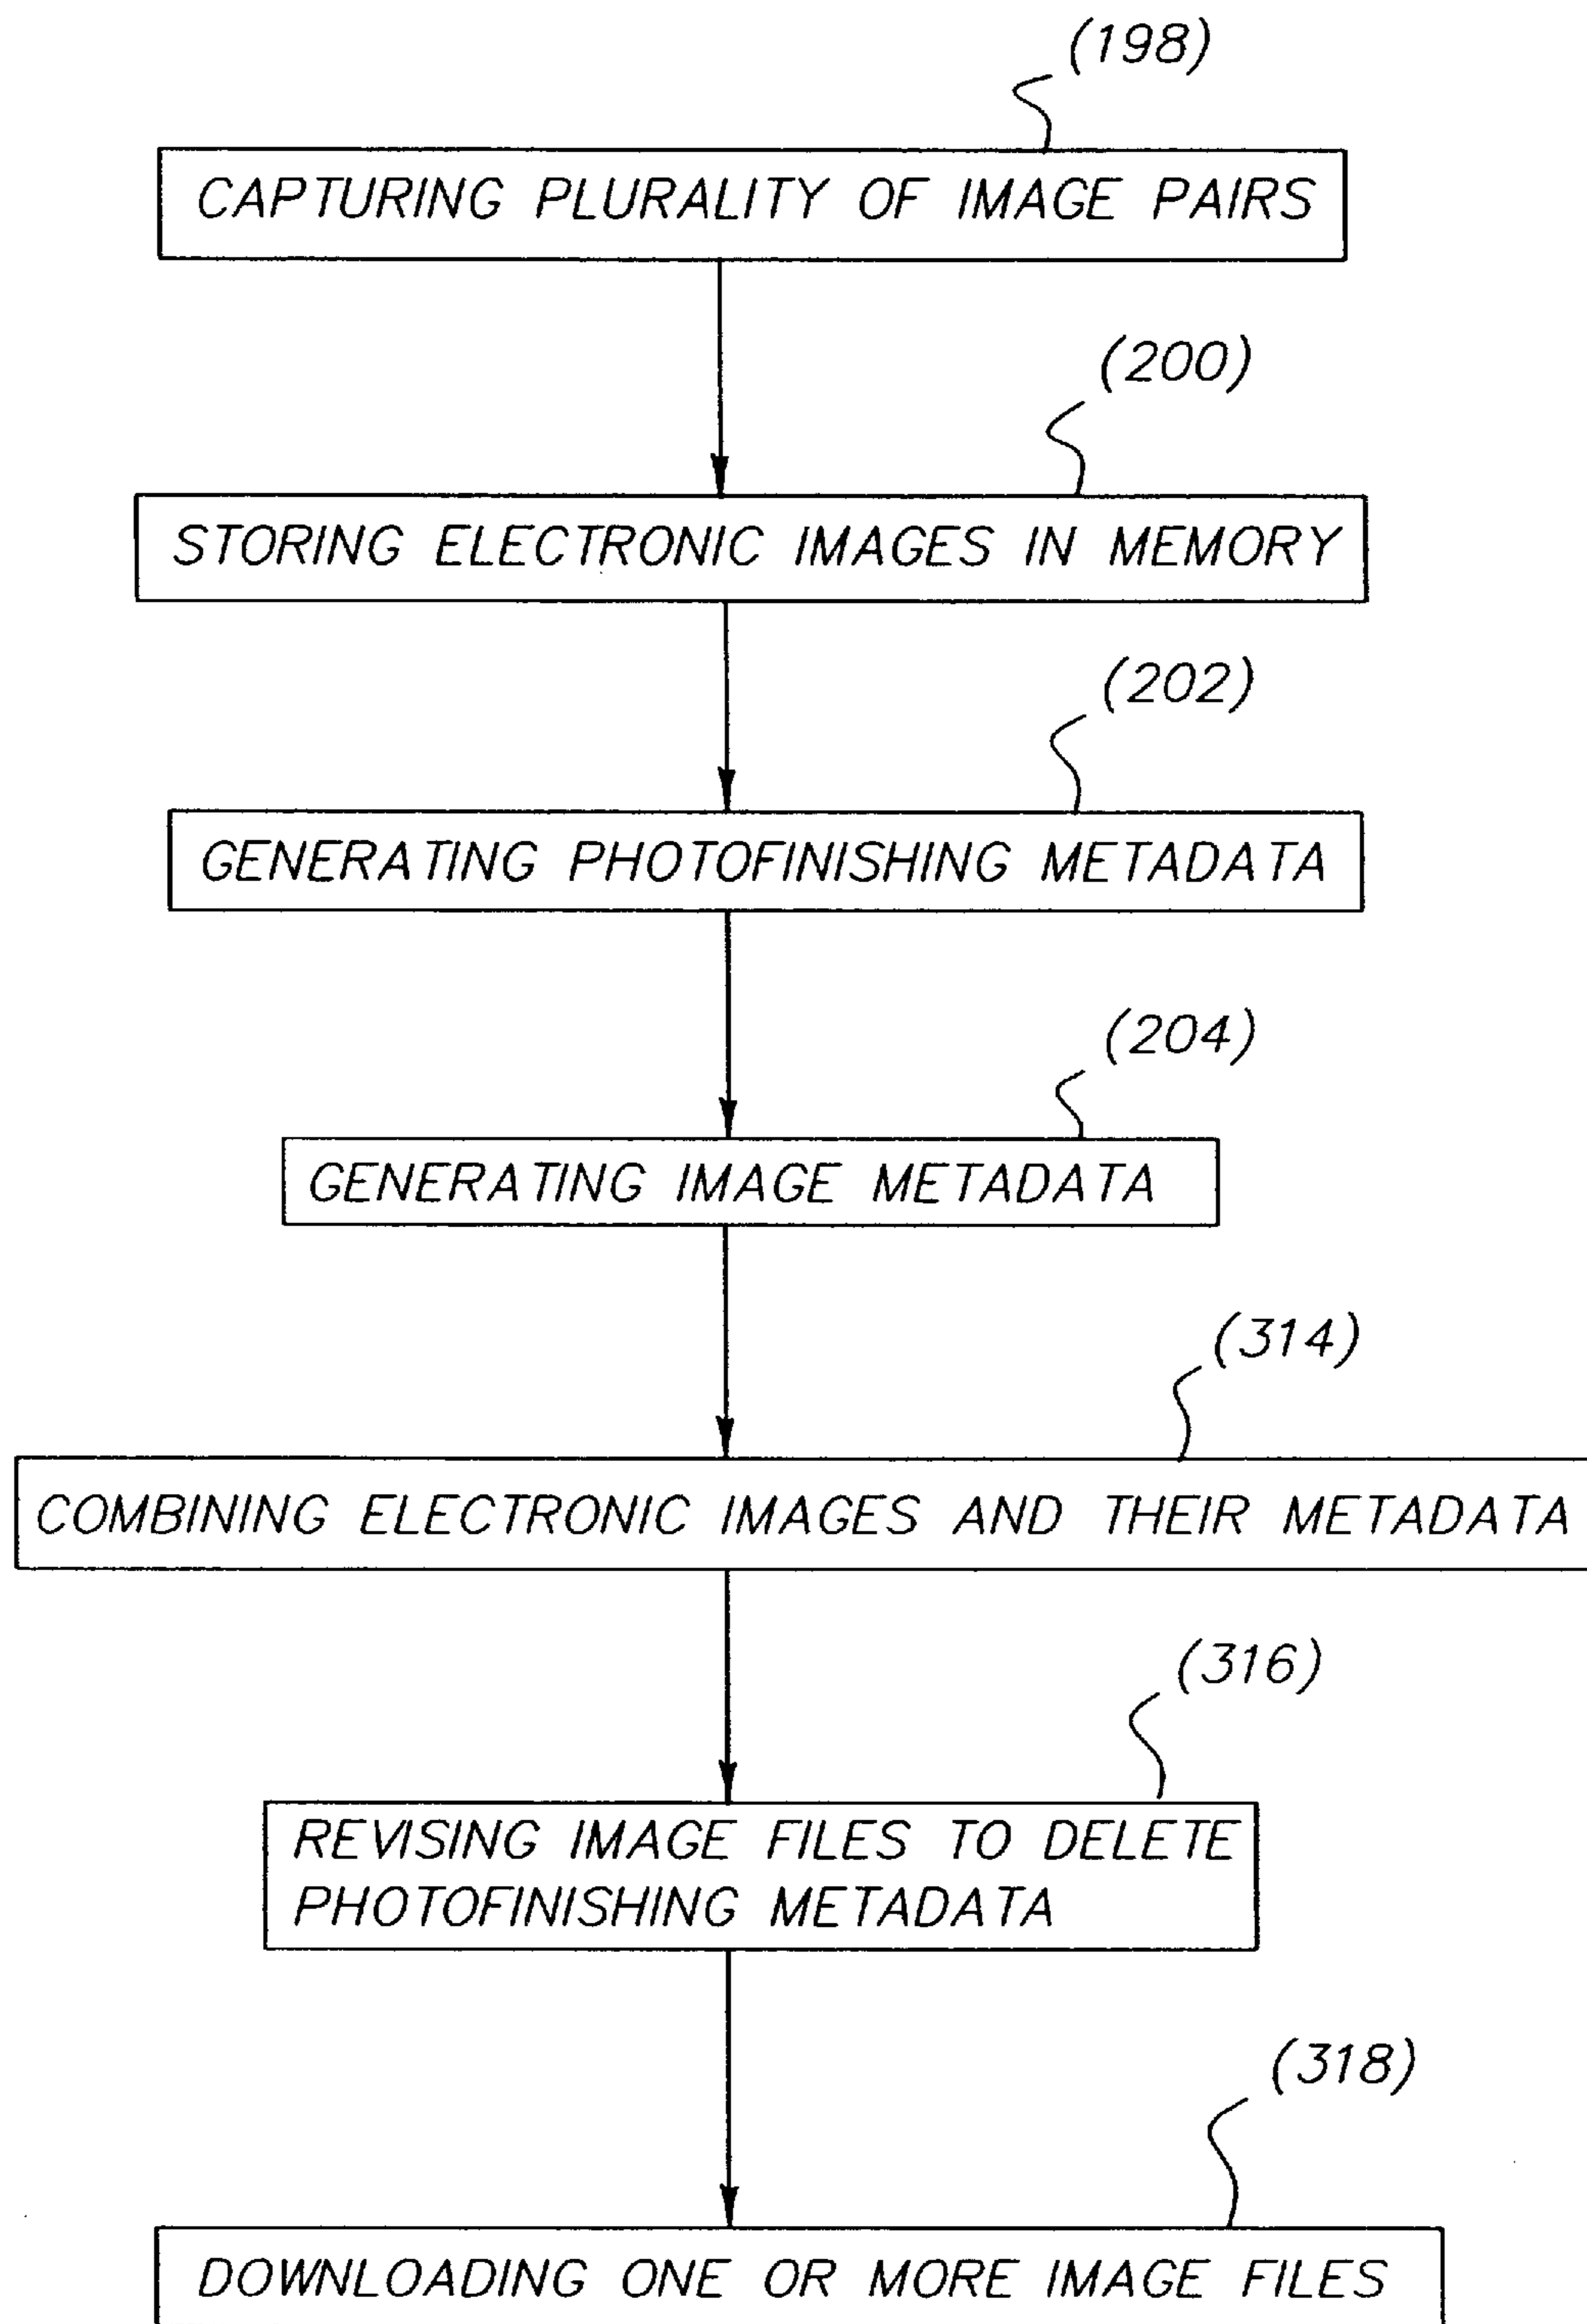 (198)
CAPTURING PLURALITY OF IMAGE PAIRS
(200)
STORING ELECTRONIC IMAGES IN MEMORY
(202)
GENERATING PHOTOFINISHING METADATA
(204)
GENERATING IMAGE METADATA
(314)
COMBINING ELECTRONIC IMAGES AND THEIR METADATA
(316)
REVISING IMAGE FILES TO DELETE
PHOTOFINISHING METADATA
(318)
DOWNLOADING ONE OR MORE IMAGE FILES